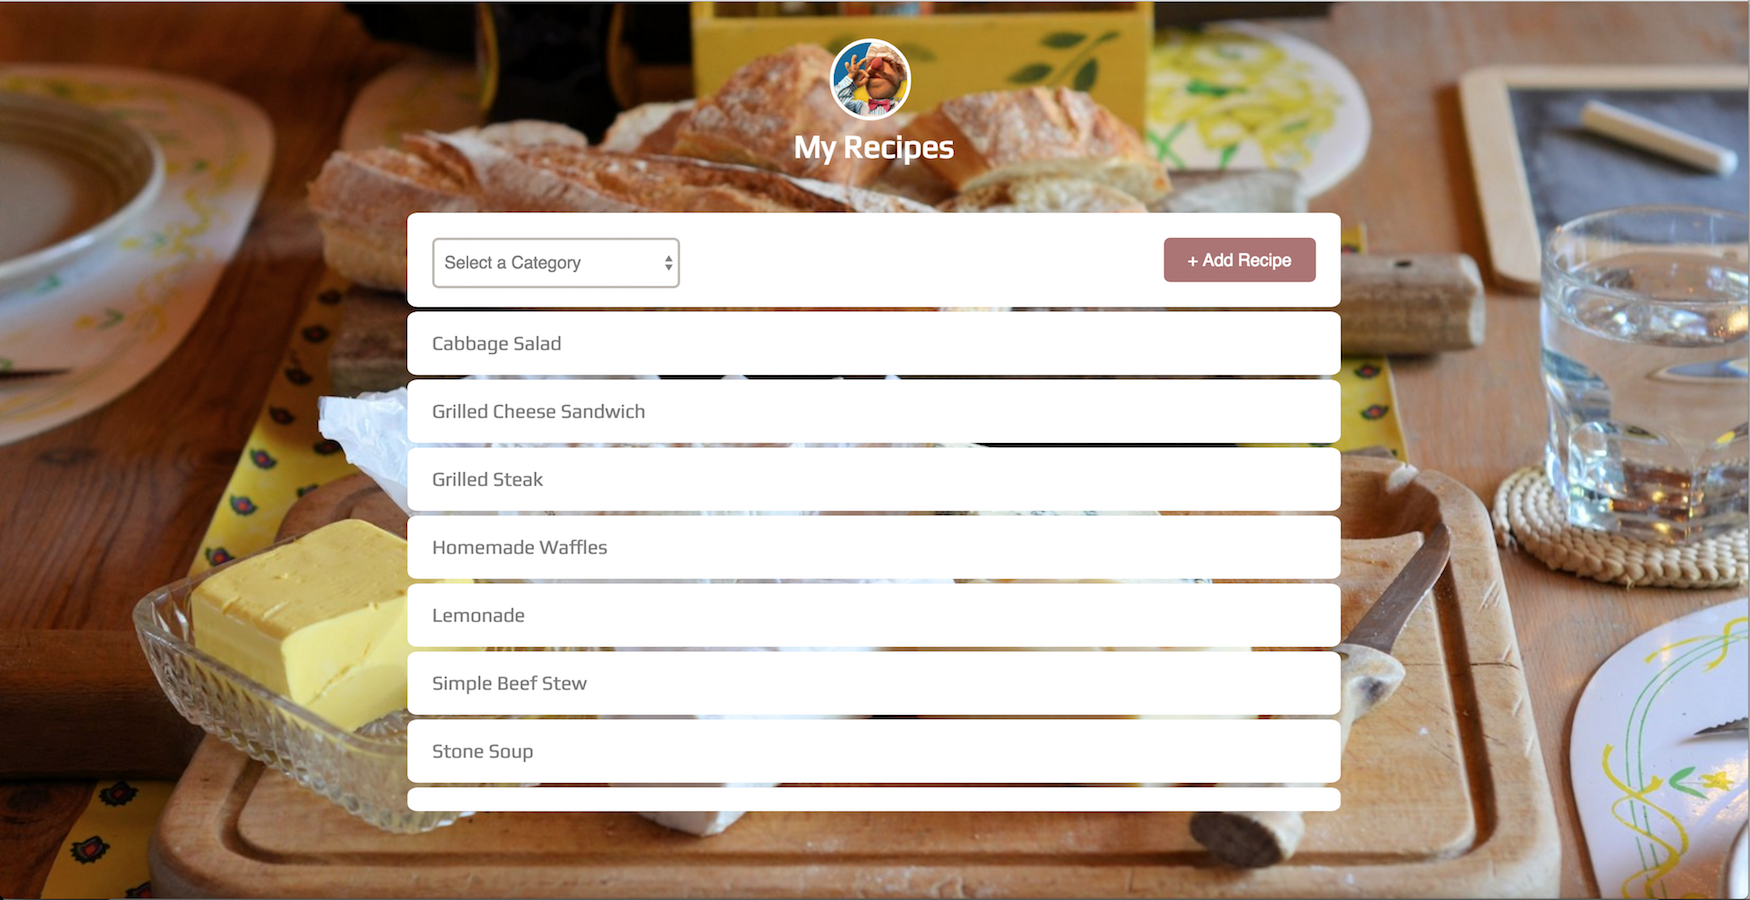 My Recipes
Select a Category
+ Add Recipe
Cabbage Salad
Grilled Cheese Sandwich
Grilled Steak
Homemade Waffles
Lemonade
Simple Beef Stew
Stone Soup